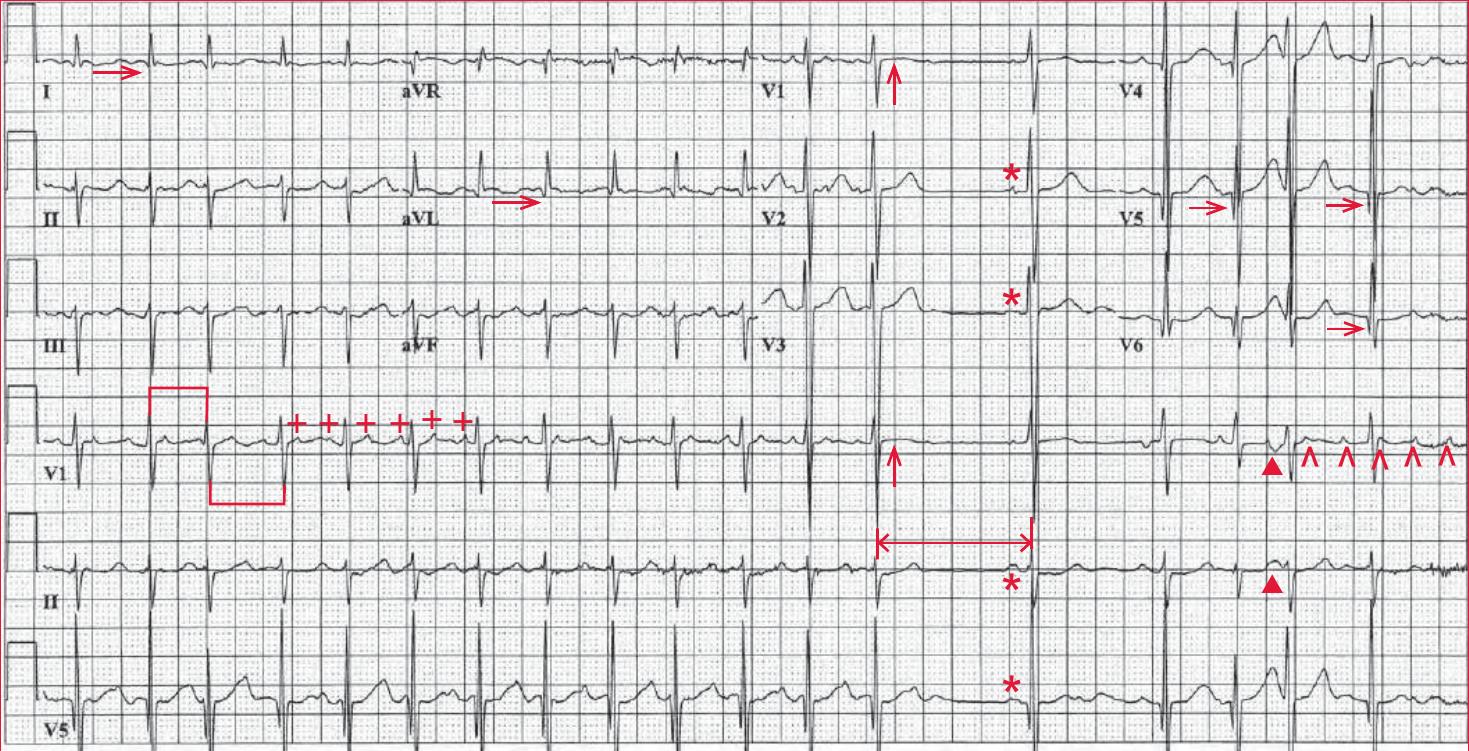 I aVR V1 V4
* 
II aVL V2 V5
* 
III aVF V3 V6
+ + + + + +
V1
^ ^ ^ ^ ^
* 
II
* 
V5